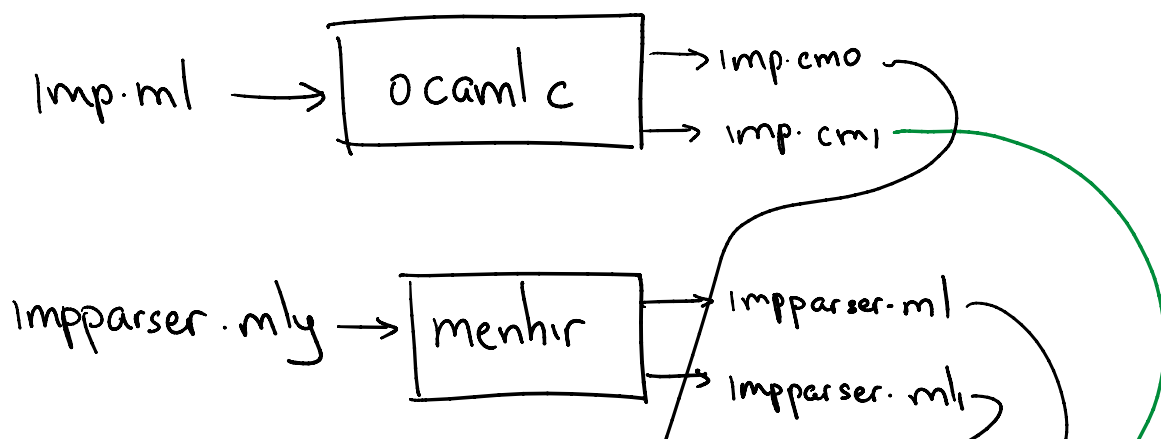 imp.ml
ocamlc
imp.cmo
imp.cmi
impparser.mly
menhir
impparser.ml
impparser.mli